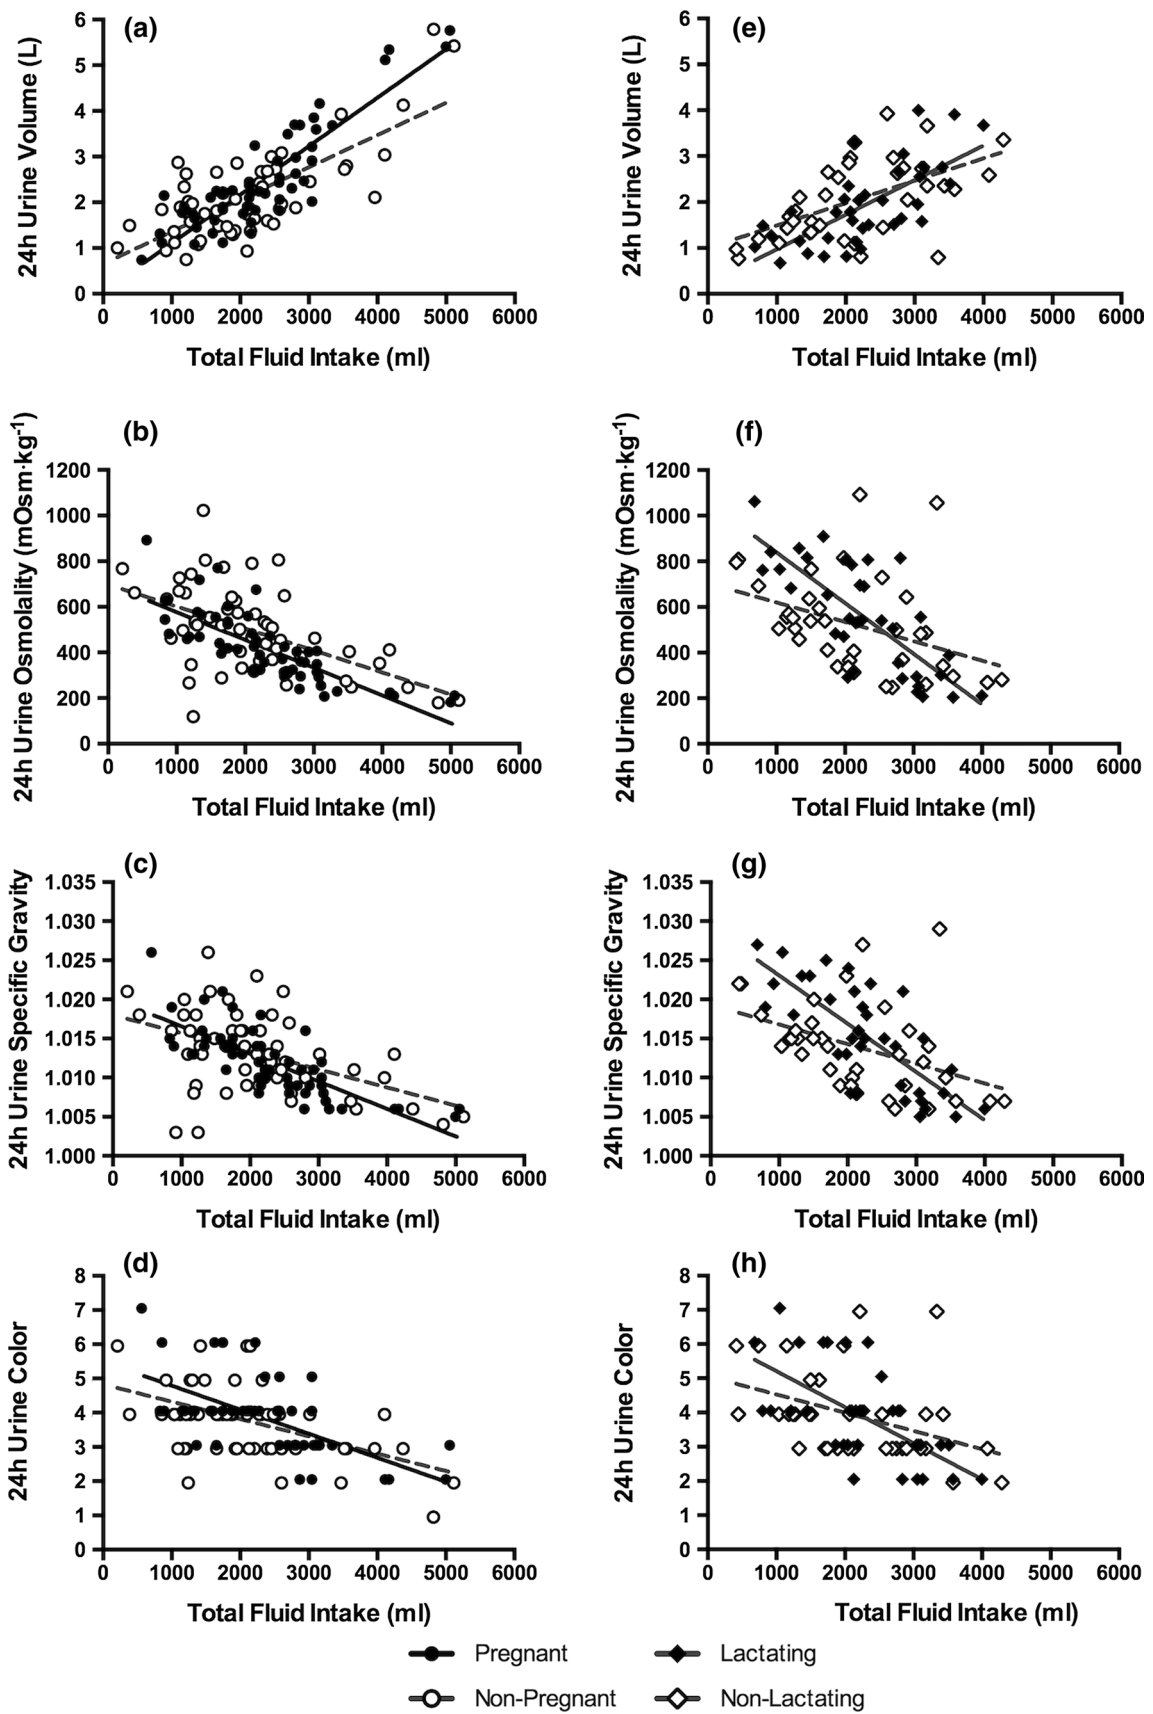 (a)
24h Urine Volume (L)
6
5
4
3
2
1
0
0 1000 2000 3000 4000 5000 6000
Total Fluid Intake (ml)
(e)
24h Urine Volume (L)
6
5
4
3
2
1
0
0 1000 2000 3000 4000 5000 6000
Total Fluid Intake (ml)
(b)
24h Urine Osmolality (mOsm·kg⁻¹)
1200
1000
800
600
400
200
0
0 1000 2000 3000 4000 5000 6000
Total Fluid Intake (ml)
(f)
24h Urine Osmolality (mOsm·kg⁻¹)
1200
1000
800
600
400
200
0
0 1000 2000 3000 4000 5000 6000
Total Fluid Intake (ml)
(c)
24h Urine Specific Gravity
1.035
1.030
1.025
1.020
1.015
1.010
1.005
1.000
0 1000 2000 3000 4000 5000 6000
Total Fluid Intake (ml)
(g)
24h Urine Specific Gravity
1.035
1.030
1.025
1.020
1.015
1.010
1.005
1.000
0 1000 2000 3000 4000 5000 6000
Total Fluid Intake (ml)
(d)
24h Urine Color
8
7
6
5
4
3
2
1
0
0 1000 2000 3000 4000 5000 6000
Total Fluid Intake (ml)
(h)
24h Urine Color
8
7
6
5
4
3
2
1
0
0 1000 2000 3000 4000 5000 6000
Total Fluid Intake (ml)
Pregnant
Lactating
Non-Pregnant
Non-Lactating